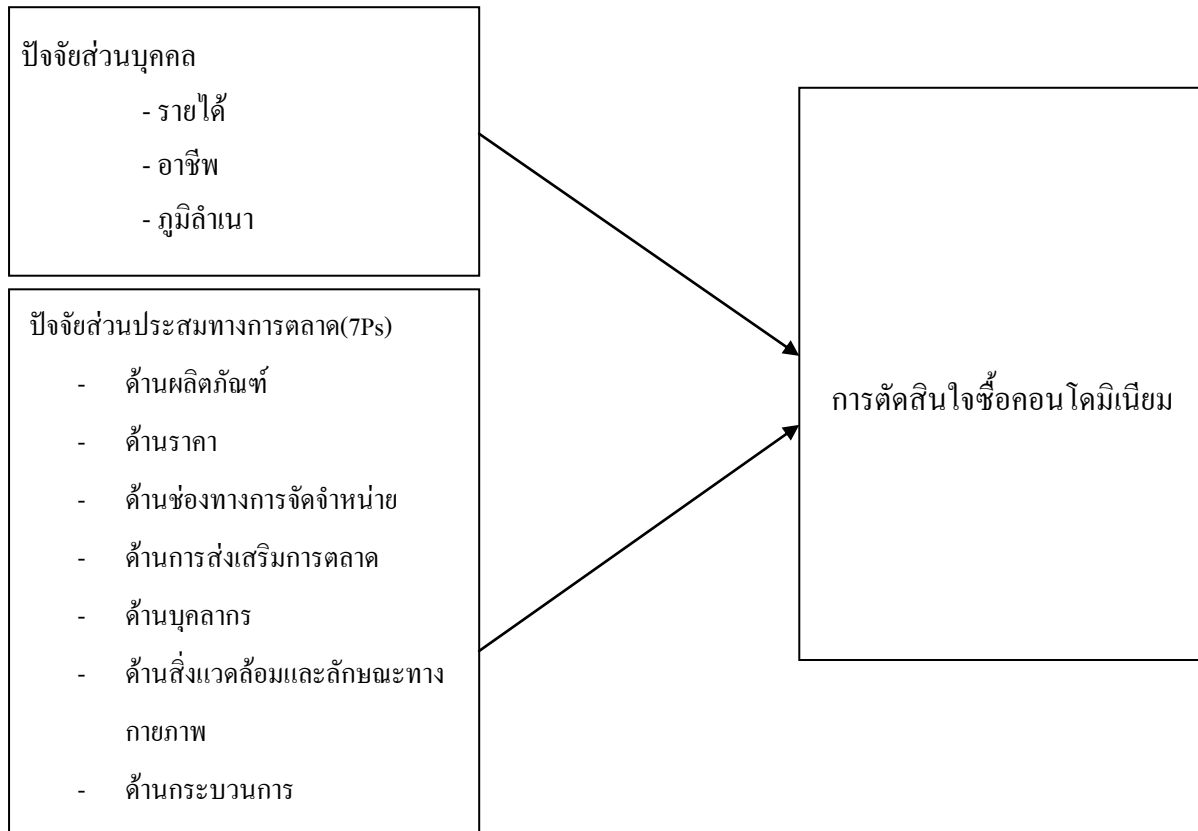 ปัจจัยส่วนบุคคล
- รายได้
- อาชีพ
- ภูมิลำเนา
ปัจจัยส่วนประสมทางการตลาด(7Ps)
- ด้านผลิตภัณฑ์
- ด้านราคา
- ด้านช่องทางการจัดจำหน่าย
- ด้านการส่งเสริมการตลาด
- ด้านบุคลากร
- ด้านสิ่งแวดล้อมและลักษณะทาง
กายภาพ
- ด้านกระบวนการ
การตัดสินใจซื้อคอนโดมิเนียม